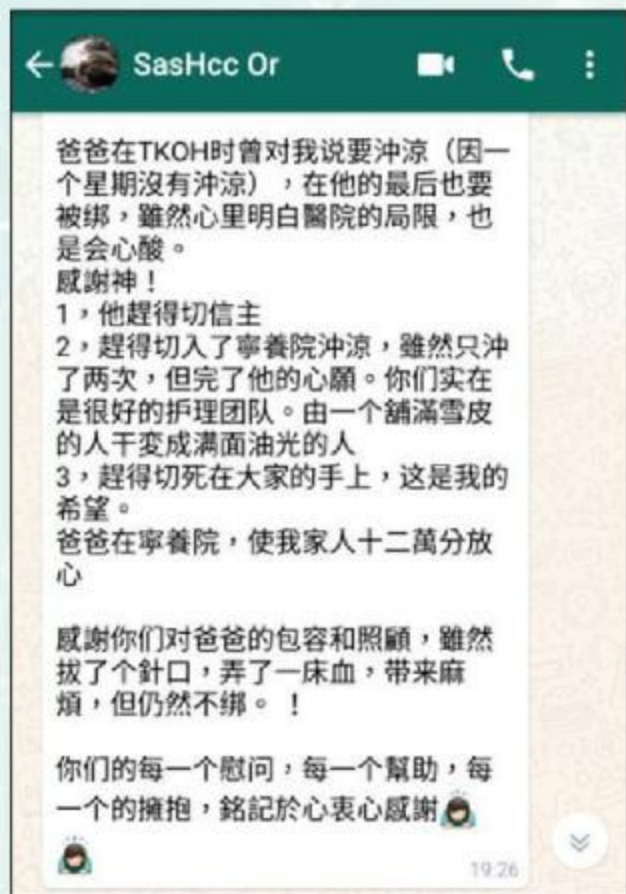 SasHcc Or
爸爸在TKOH时曾对我说要沖涼（因一
个星期沒有沖涼），在他的最后也要
被绑，雖然心里明白醫院的局限，也
是会心酸。
感謝神！
1，他趕得切信主
2，趕得切入了寧養院沖涼，雖然只沖
了两次，但完了他的心願。你们实在
是很好的护理团队。由一个舖滿雪皮
的人干变成满面油光的人
3，趕得切死在大家的手上，这是我的
希望。
爸爸在寧養院，使我家人十二萬分放
心
感謝你们对爸爸的包容和照顧，雖然
拔了个針口，弄了一床血，带来麻
煩，但仍然不绑。！
你们的每一个慰问，每一个幫助，每
一个的擁抱，銘記於心衷心感謝🙇
🙇
19:26